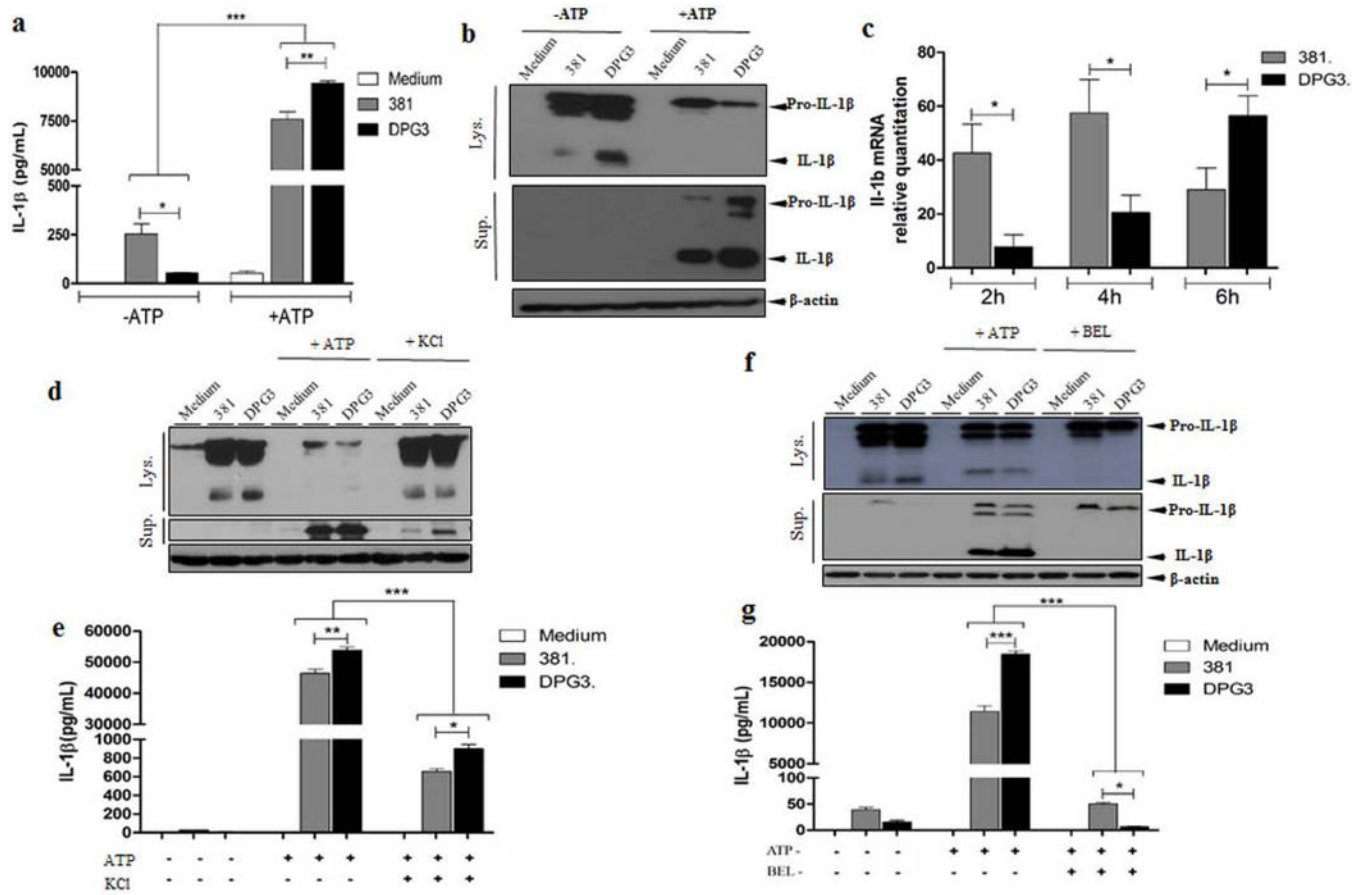 a
***
**
*
10000
7500
5000
500
250
0
IL-1β (pg/mL)
Medium
381
DPG3
-ATP
+ATP
b
-ATP
+ATP
Medium
381
DPG3
Medium
381
DPG3
Lys.
Pro-IL-1β
IL-1β
Sup.
Pro-IL-1β
IL-1β
β-actin
c
80
60
40
20
0
Il-1b mRNA
relative quantitation
*
*
*
381.
DPG3.
2h
4h
6h
d
+ ATP
+ KCl
Medium
381
DPG3
Medium
381
DPG3
Medium
381
DPG3
Lys.
Sup.
e
***
**
*
60000
50000
40000
30000
1000
800
600
400
200
0
IL-1β(pg/mL)
Medium
381.
DPG3.
- - - + + + + + +
ATP
- - - - - - + + +
KCl
f
+ ATP
+ BEL
Medium
381
DPG3
Medium
381
DPG3
Medium
381
DPG3
Lys.
Pro-IL-1β
IL-1β
Sup.
Pro-IL-1β
IL-1β
β-actin
g
***
***
*
20000
15000
10000
5000
100
50
0
IL-1β (pg/mL)
Medium
381
DPG3
ATP - - - + + + + + +
BEL - - - - - - + + +